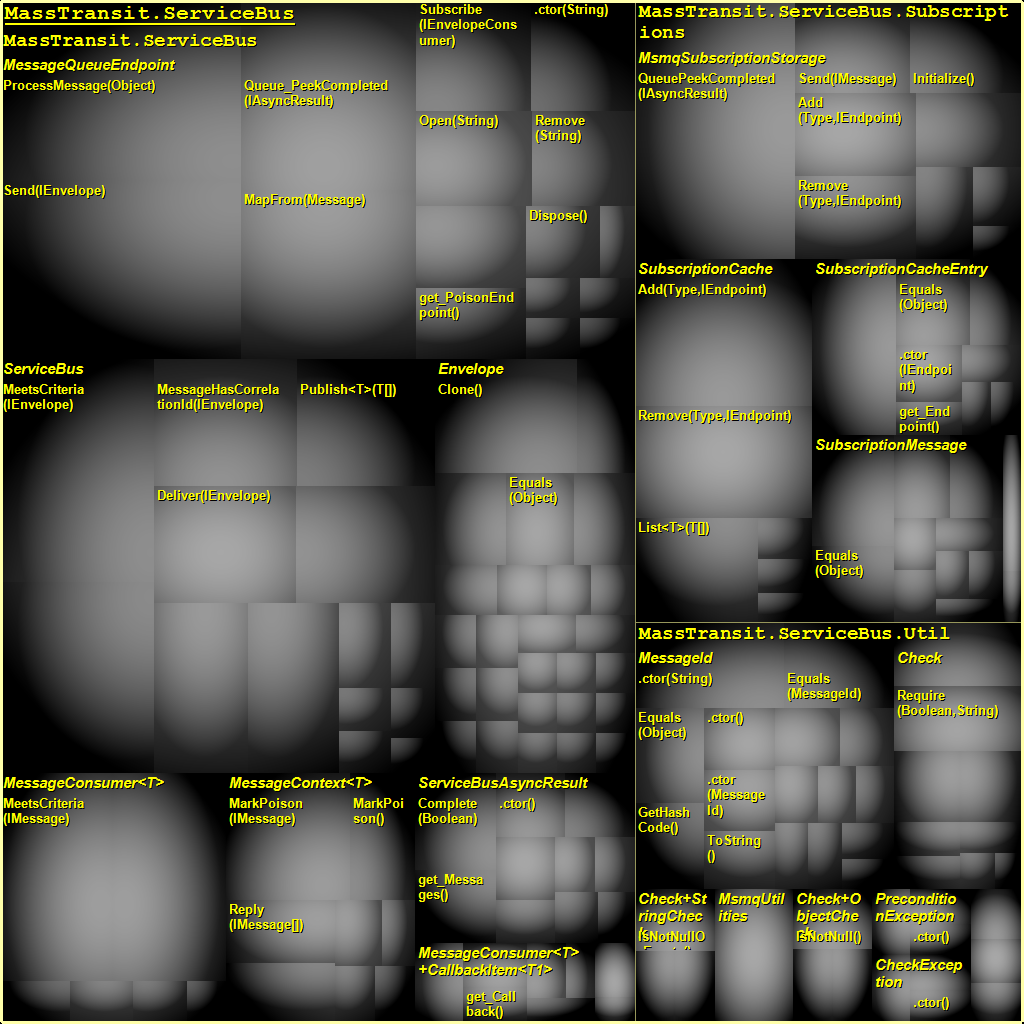 MassTransit.ServiceBus
MassTransit.ServiceBus
MessageQueueEndpoint
ProcessMessage(Object)
Queue_PeekCompleted
(IAsyncResult)
Send(IEnvelope)
MapFrom(Message)
Subscribe
(IEnvelopeCons
umer)
.ctor(String)
Open(String)
Remove
(String)
Dispose()
get_PoisonEnd
point()
ServiceBus
MeetsCriteria
(IEnvelope)
MessageHasCorrela
tionId(IEnvelope)
Publish<T>(T[])
Deliver(IEnvelope)
Envelope
Clone()
Equals
(Object)
MessageConsumer<T>
MeetsCriteria
(IMessage)
MessageContext<T>
MarkPoison
(IMessage)
MarkPoi
son()
Reply
(IMessage[])
ServiceBusAsyncResult
Complete
(Boolean)
.ctor()
get_Messa
ges()
MessageConsumer<T>
+CallbackItem<T1>
get_Call
back()
MassTransit.ServiceBus.Subscript
ions
MsmqSubscriptionStorage
QueuePeekCompleted
(IAsyncResult)
Send(IMessage)
Initialize()
Add
(Type,IEndpoint)
Remove
(Type,IEndpoint)
SubscriptionCache
Add(Type,IEndpoint)
Remove(Type,IEndpoint)
List<T>(T[])
SubscriptionCacheEntry
Equals
(Object)
.ctor
(IEndpoi
nt)
get_End
point()
SubscriptionMessage
Equals
(Object)
MassTransit.ServiceBus.Util
MessageId
.ctor(String)
Equals
(MessageId)
Equals
(Object)
.ctor()
.ctor
(Message
Id)
GetHash
Code()
ToString
()
Check
Require
(Boolean,String)
Check+St
ringChec
k
IsNotNullO
MsmqUtil
ities
Check+O
bjectChe
ck
IsNotNull()
Preconditio
nException
.ctor()
CheckExcep
tion
.ctor()